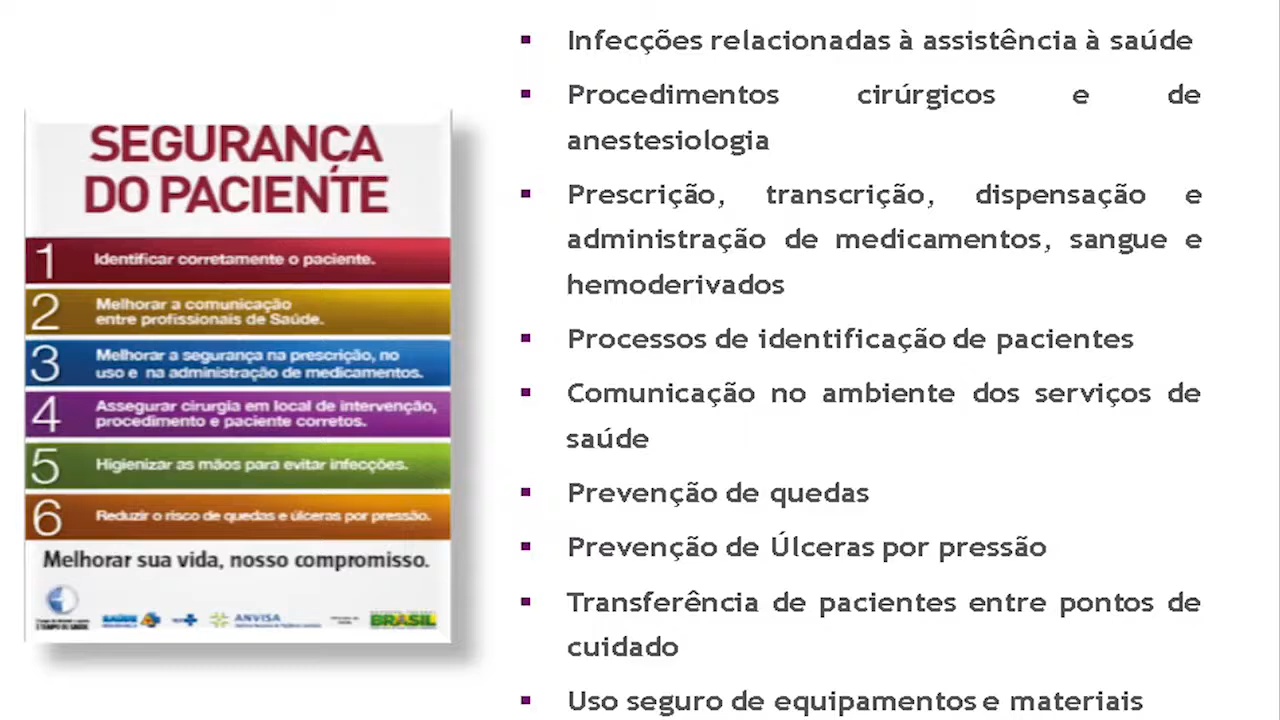 SEGURANÇA
DO PACIENTE
1 Identificar corretamente o paciente.
2 Melhorar a comunicação
entre profissionais de Saúde.
3 Melhorar a segurança na prescrição, no
uso e na administração de medicamentos.
4 Assegurar cirurgia em local de intervenção,
procedimento e paciente corretos.
5 Higienizar as mãos para evitar infecções.
6 Reduzir o risco de quedas e úlceras por pressão.
Melhorar sua vida, nosso compromisso.
SAÚDE
ANVISA
BRASIL
Infecções relacionadas à assistência à saúde
Procedimentos cirúrgicos e de
anestesiologia
Prescrição, transcrição, dispensação e
administração de medicamentos, sangue e
hemoderivados
Processos de identificação de pacientes
Comunicação no ambiente dos serviços de
saúde
Prevenção de quedas
Prevenção de Úlceras por pressão
Transferência de pacientes entre pontos de
cuidado
Uso seguro de equipamentos e materiais